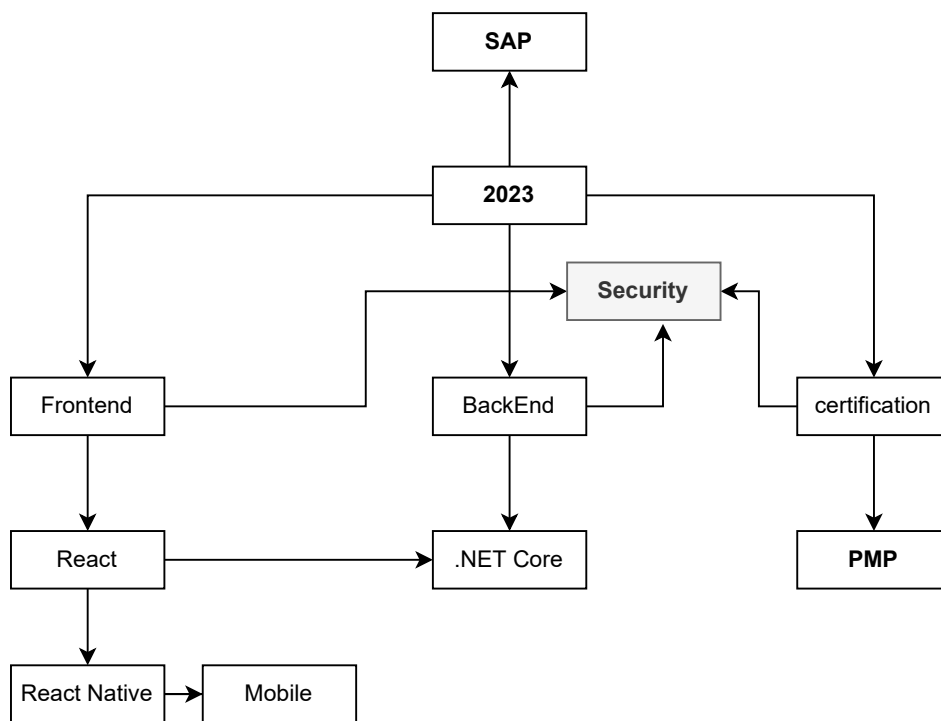 SAP
2023
Security
Frontend
BackEnd
certification
React
.NET Core
PMP
React Native
Mobile